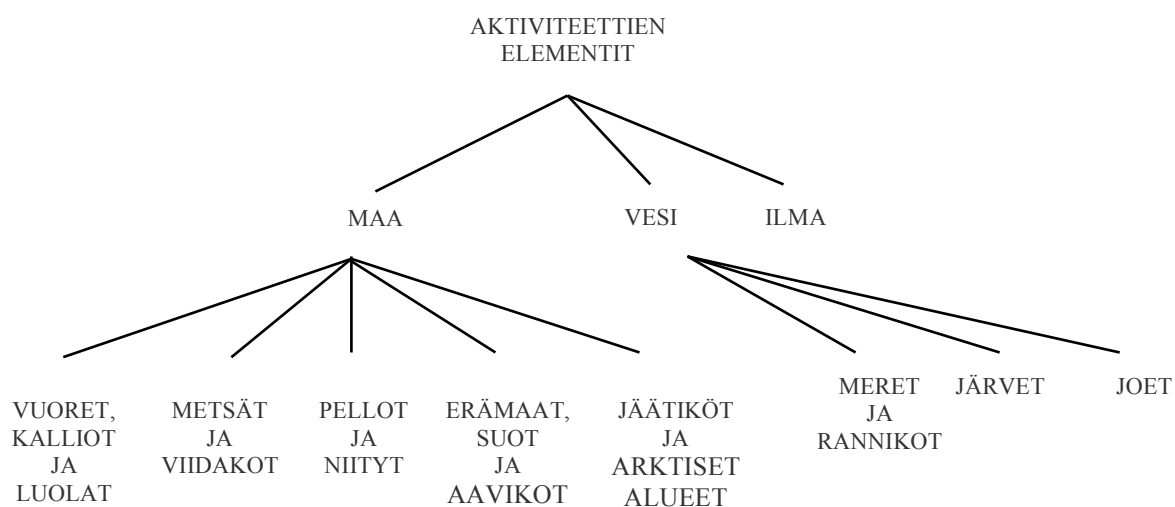 AKTIVITEETTIEN
ELEMENTIT
MAA
VESI
ILMA
VUORET,
KALLIOT
JA
LUOLAT
METSÄT
JA
VIIDAKOT
PELLOT
JA
NIITYT
ERÄMAAT,
SUOT
JA
AAVIKOT
JÄÄTIKÖT
JA
ARKTISET
ALUEET
MERET
JA
RANNIKOT
JÄRVET
JOET